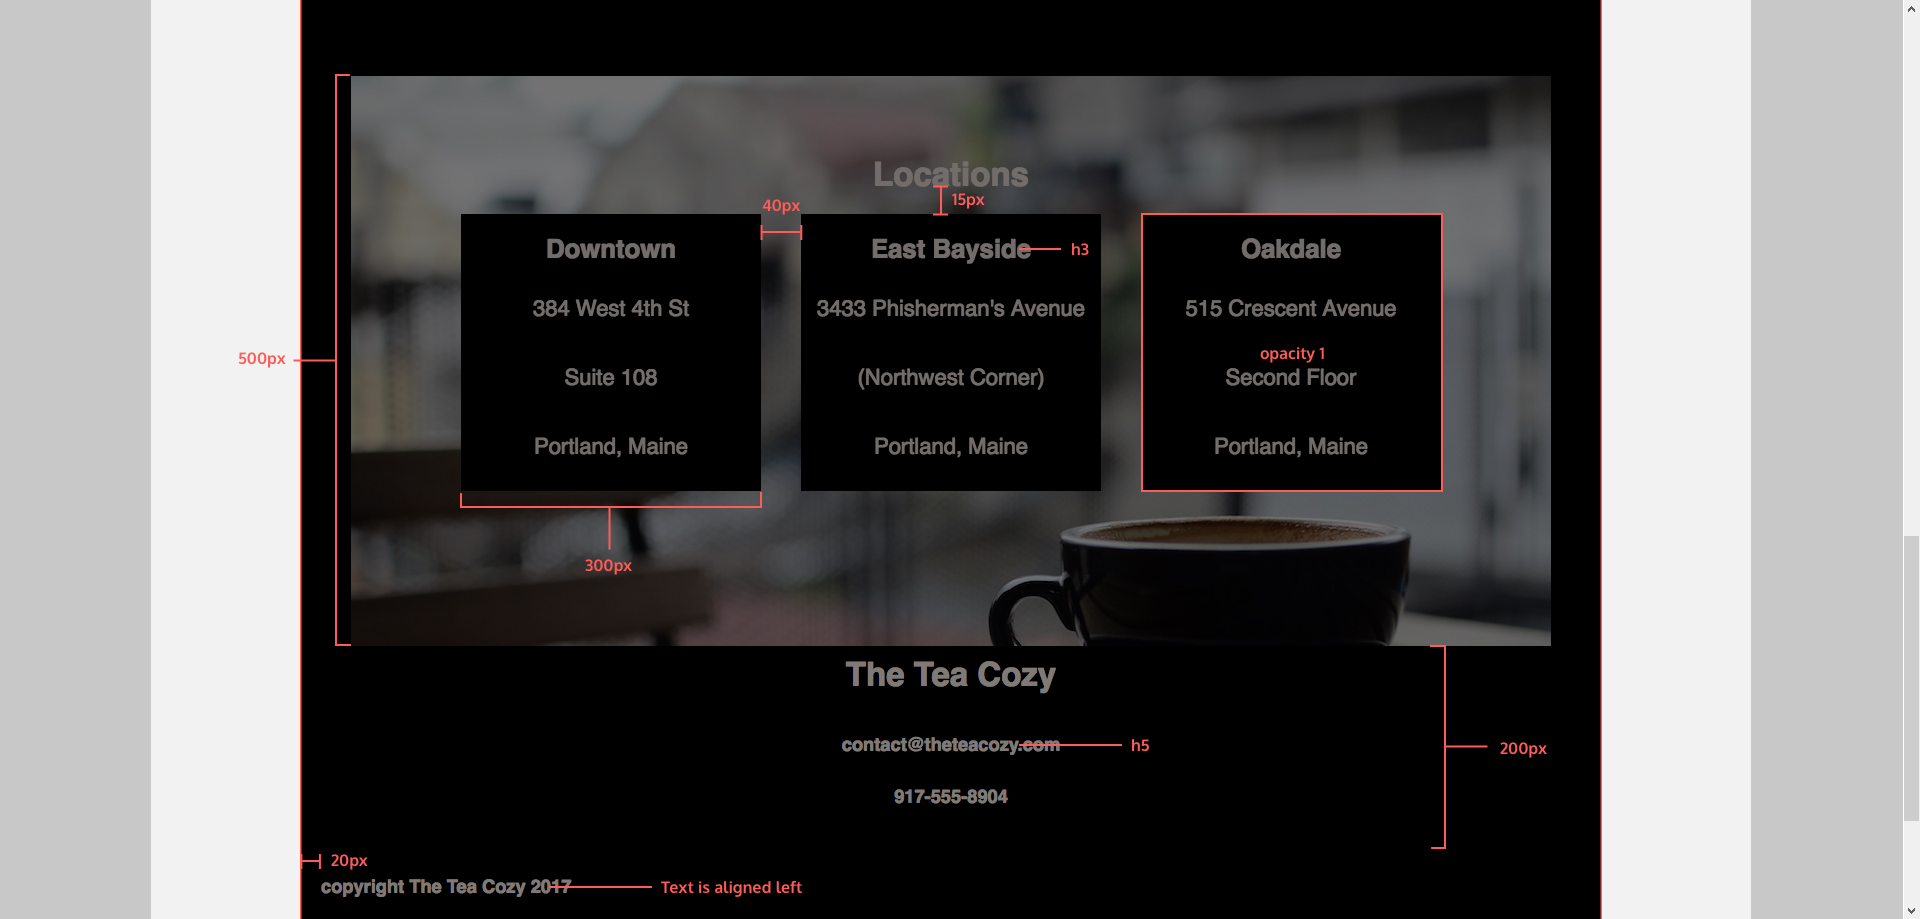 Locations
15px
40px
Downtown
East Bayside
h3
Oakdale
384 West 4th St
3433 Phisherman's Avenue
515 Crescent Avenue
opacity 1
500px
Suite 108
(Northwest Corner)
Second Floor
Portland, Maine
Portland, Maine
Portland, Maine
300px
The Tea Cozy
contact@theteacozy.com
h5
200px
917-555-8904
20px
copyright The Tea Cozy 2017
Text is aligned left